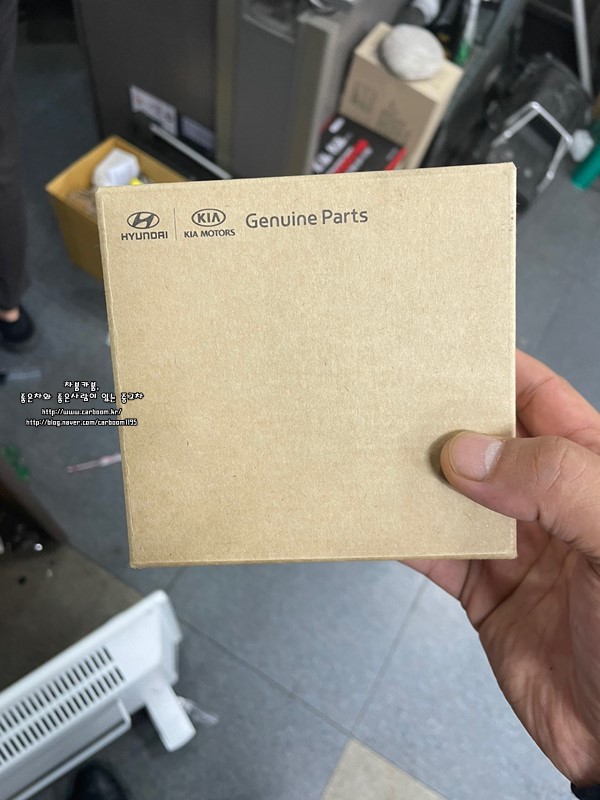 HYUNDAI
KIA
KIA MOTORS
Genuine Parts
차붐카붐,
좋은차와 좋은사람이 있는 중고차
http://www.carboom.kr/
http://blog.naver.com/carboom1195